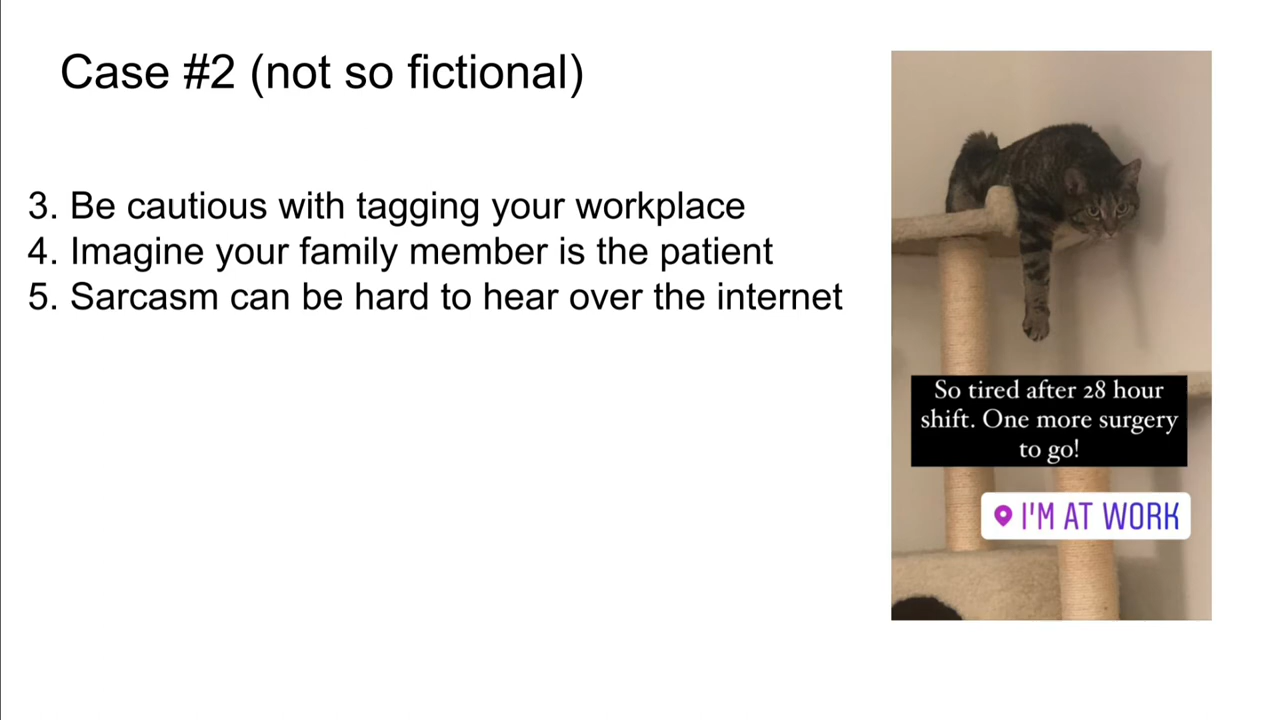 Case #2 (not so fictional)
3. Be cautious with tagging your workplace
4. Imagine your family member is the patient
5. Sarcasm can be hard to hear over the internet
So tired after 28 hour
shift. One more surgery
to go!
I'M AT WORK